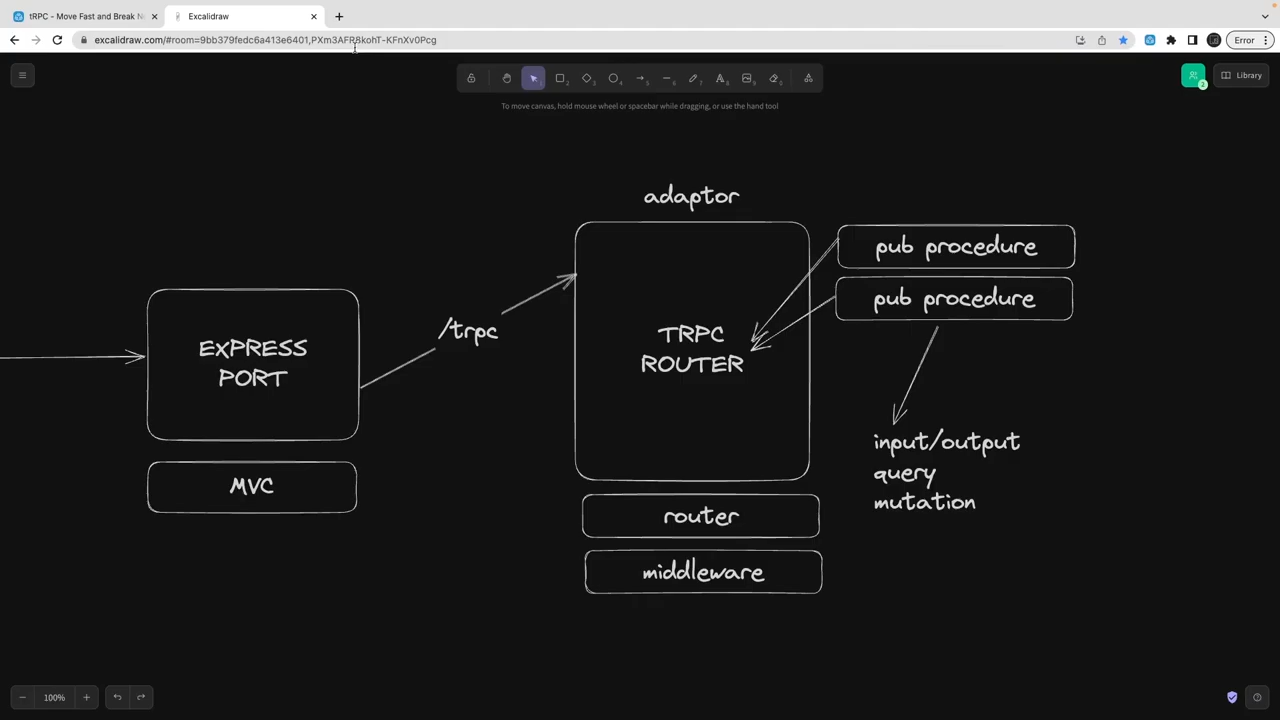 tRPC - Move Fast and Break N
Excalidraw
excalidraw.com/#room=9bb379fedc6a413e6401,PXm3AFR8kohT-KFnXv0Pcg
Error
Library
To move canvas, hold mouse wheel or spacebar while dragging, or use the hand tool
adaptor
pub procedure
pub procedure
/trpc
TRPC
ROUTER
EXPRESS
PORT
input/output
query
mutation
MVC
router
middleware
100%